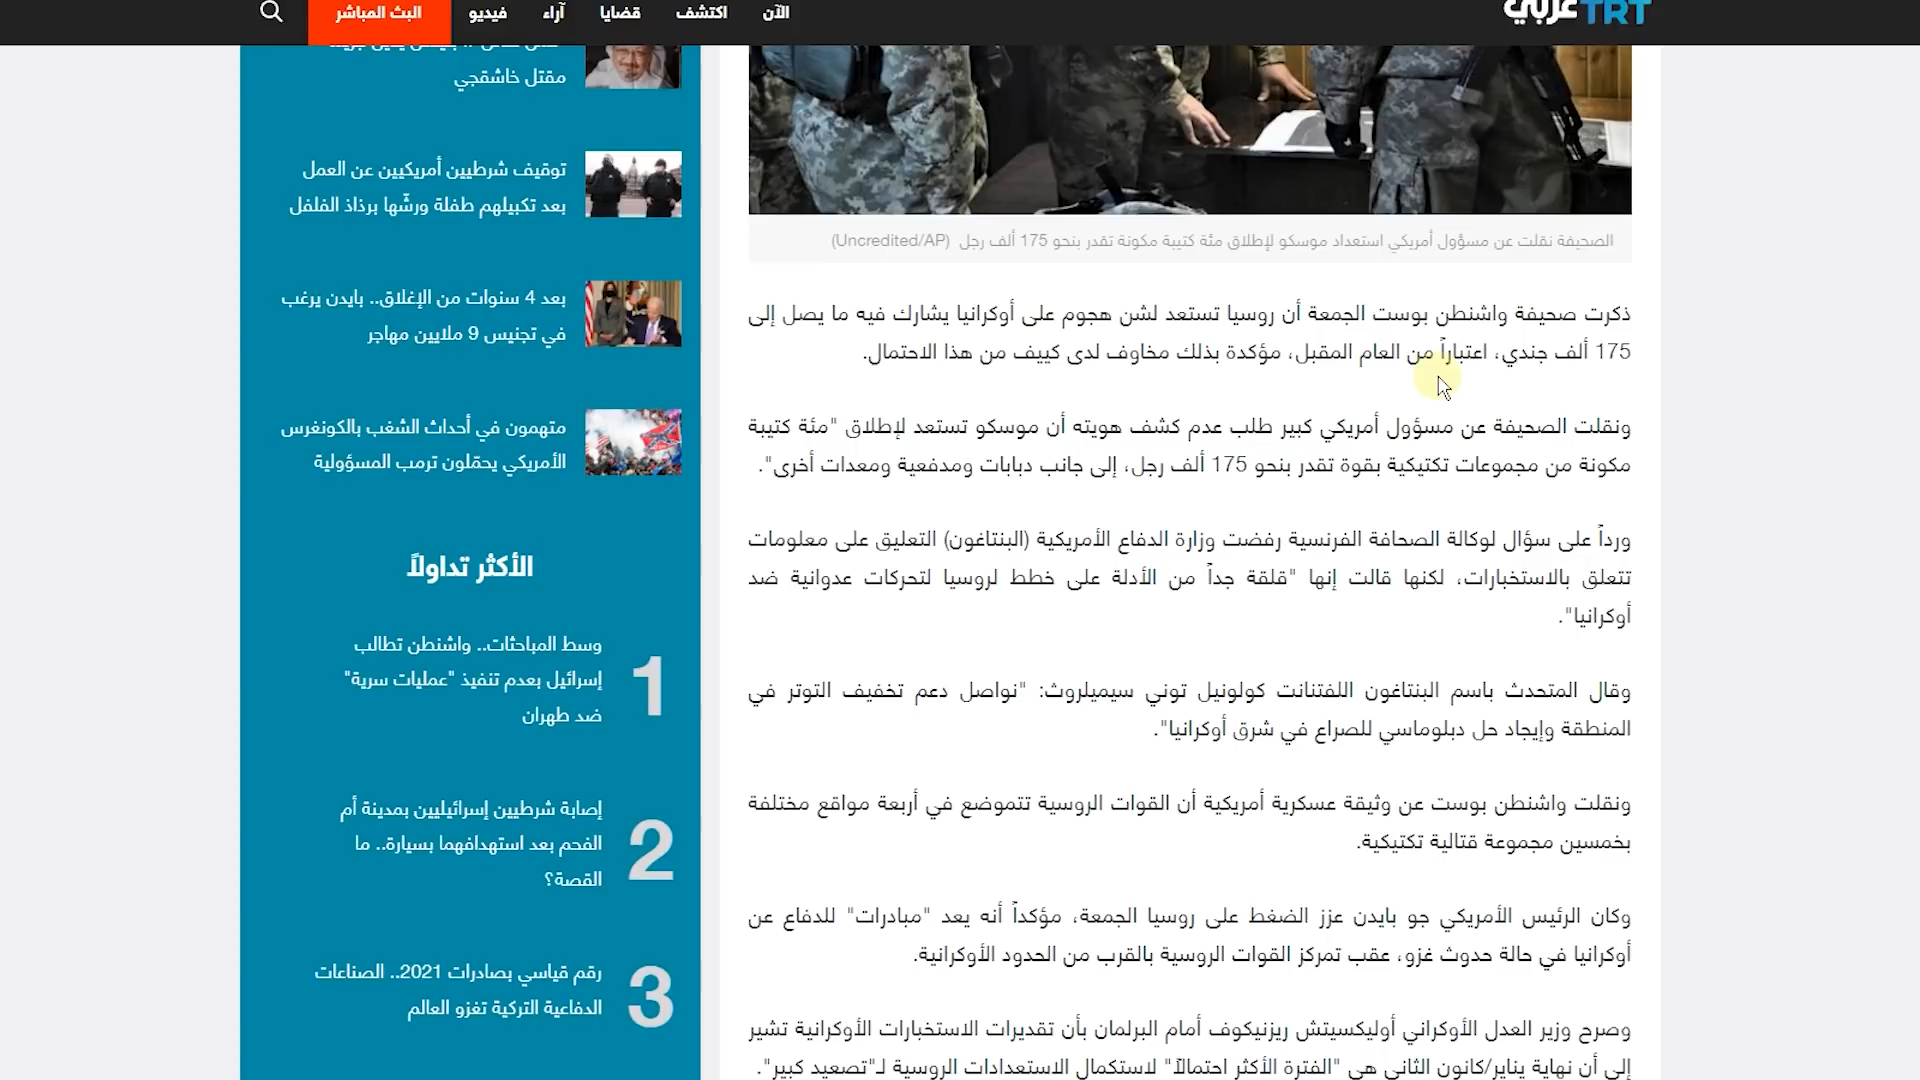 TRT عربي
الآن
اكتشف
قضايا
آراء
فيديو
البث المباشر
الصحيفة نقلت عن مسؤول أمريكي استعداد موسكو لإطلاق مئة كتيبة مكونة تقدر بنحو 175 ألف رجل (Uncredited/AP)
ذكرت صحيفة واشنطن بوست الجمعة أن روسيا تستعد لشن هجوم على أوكرانيا يشارك فيه ما يصل إلى
175 ألف جندي، اعتباراً من العام المقبل، مؤكدة بذلك مخاوف لدى كييف من هذا الاحتمال.
ونقلت الصحيفة عن مسؤول أمريكي كبير طلب عدم كشف هويته أن موسكو تستعد لإطلاق "مئة كتيبة
مكونة من مجموعات تكتيكية بقوة تقدر بنحو 175 ألف رجل، إلى جانب دبابات ومدفعية ومعدات أخرى".
ورداً على سؤال لوكالة الصحافة الفرنسية رفضت وزارة الدفاع الأمريكية (البنتاغون) التعليق على معلومات
تتعلق بالاستخبارات، لكنها قالت إنها "قلقة جداً من الأدلة على خطط لروسيا لتحركات عدوانية ضد
أوكرانيا".
وقال المتحدث باسم البنتاغون اللفتنانت كولونيل توني سيميلروث: "نواصل دعم تخفيف التوتر في
المنطقة وإيجاد حل دبلوماسي للصراع في شرق أوكرانيا".
ونقلت واشنطن بوست عن وثيقة عسكرية أمريكية أن القوات الروسية تتموضع في أربعة مواقع مختلفة
بخمسين مجموعة قتالية تكتيكية.
وكان الرئيس الأمريكي جو بايدن عزز الضغط على روسيا الجمعة، مؤكداً أنه يعد "مبادرات" للدفاع عن
أوكرانيا في حالة حدوث غزو، عقب تمركز القوات الروسية بالقرب من الحدود الأوكرانية.
وصرح وزير العدل الأوكراني أوليكسيتش ريزنيكوف أمام البرلمان بأن تقديرات الاستخبارات الأوكرانية تشير
إلى أن نهاية يناير/كانون الثاني هي "الفترة الأكثر احتمالاً" لاستكمال الاستعدادات الروسية لـ"تصعيد كبير".
مقتل خاشقجي
توقيف شرطيين أمريكيين عن العمل
بعد تكبيلهم طفلة ورشّها برذاذ الفلفل
بعد 4 سنوات من الإغلاق.. بايدن يرغب
في تجنيس 9 ملايين مهاجر
متهمون في أحداث الشغب بالكونغرس
الأمريكي يحمّلون ترمب المسؤولية
الأكثر تداولاً
1
وسط المباحثات.. واشنطن تطالب
إسرائيل بعدم تنفيذ "عمليات سرية"
ضد طهران
2
إصابة شرطيين إسرائيليين بمدينة أم
الفحم بعد استهدافهما بسيارة.. ما
القصة؟
3
رقم قياسي بصادرات 2021.. الصناعات
الدفاعية التركية تغزو العالم